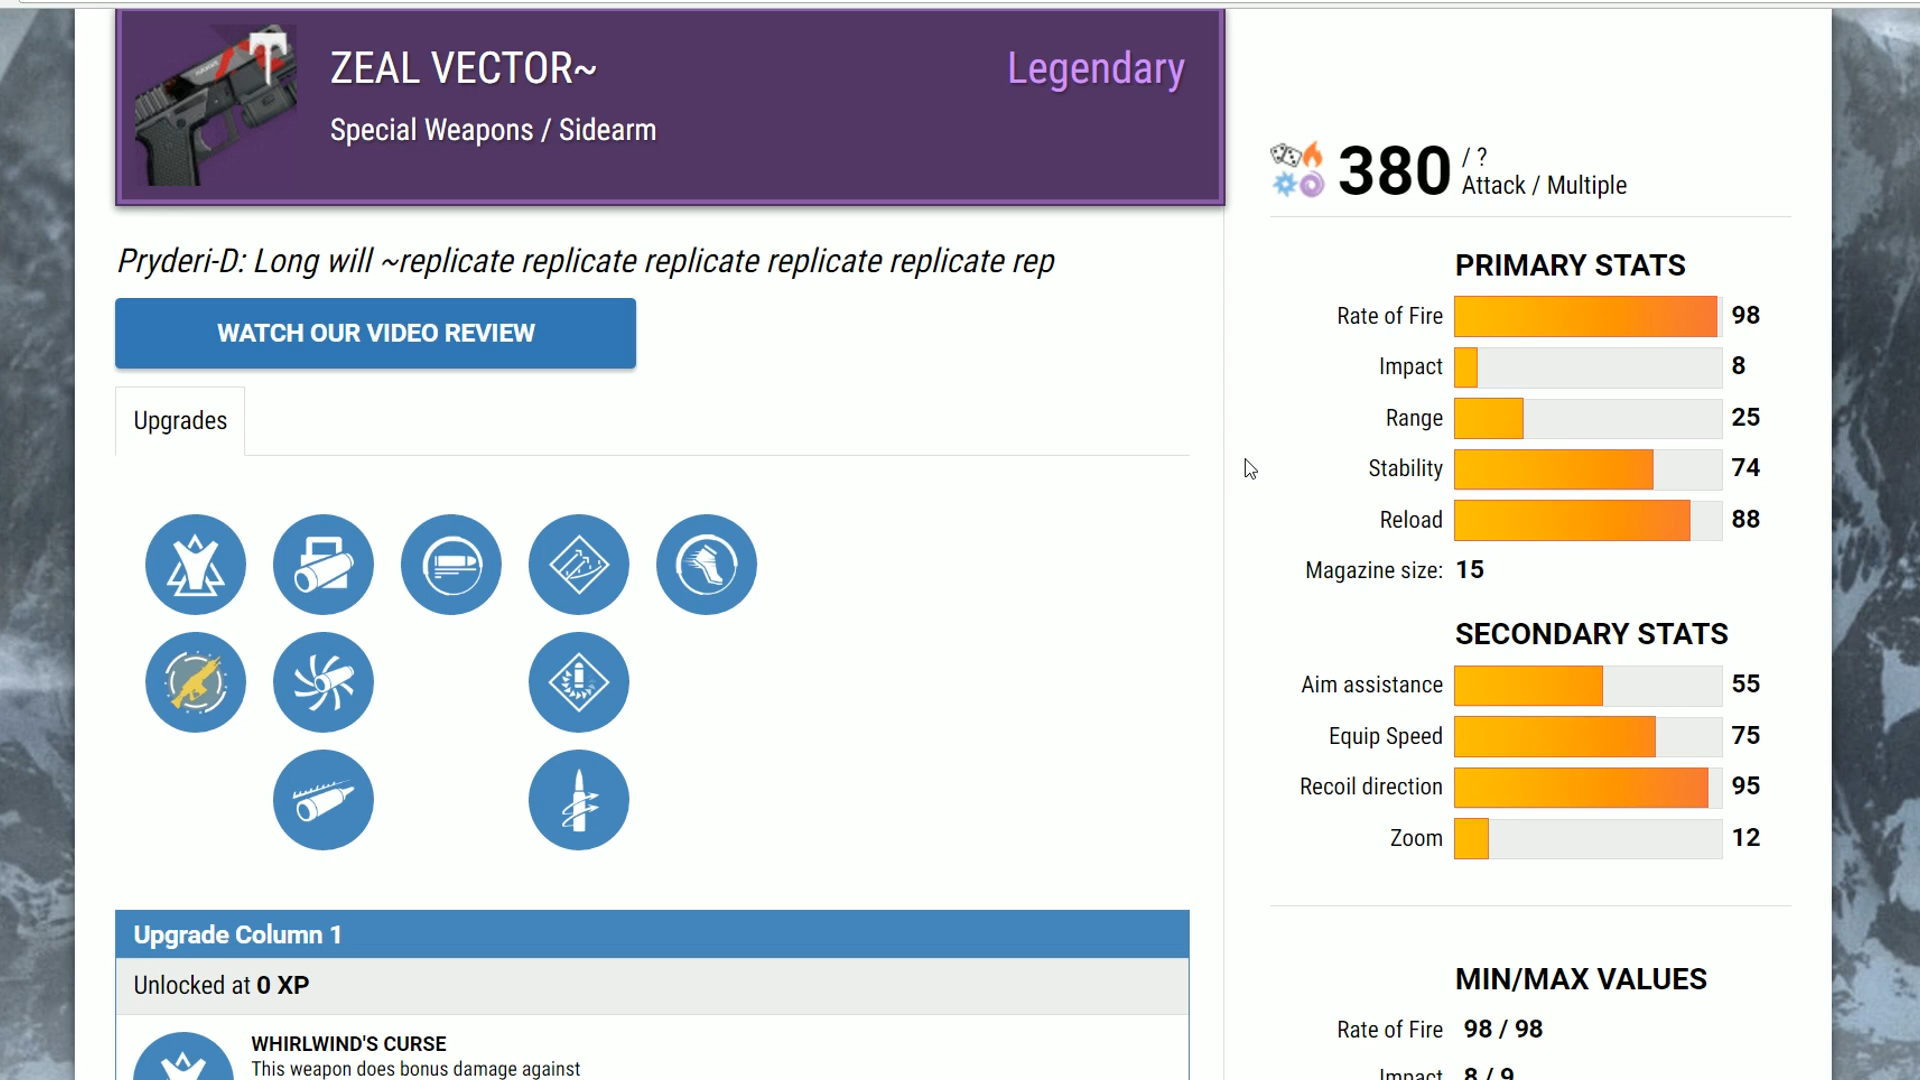 ZEAL VECTOR~
Legendary
Special Weapons / Sidearm
380 / ?
Attack / Multiple
Pryderi-D: Long will ~replicate replicate replicate replicate replicate rep
WATCH OUR VIDEO REVIEW
Upgrades
PRIMARY STATS
Rate of Fire 98
Impact 8
Range 25
Stability 74
Reload 88
Magazine size: 15
SECONDARY STATS
Aim assistance 55
Equip Speed 75
Recoil direction 95
Zoom 12
Upgrade Column 1
Unlocked at 0 XP
WHIRLWIND'S CURSE
This weapon does bonus damage against
MIN/MAX VALUES
Rate of Fire 98 / 98
Impact 8 / 9